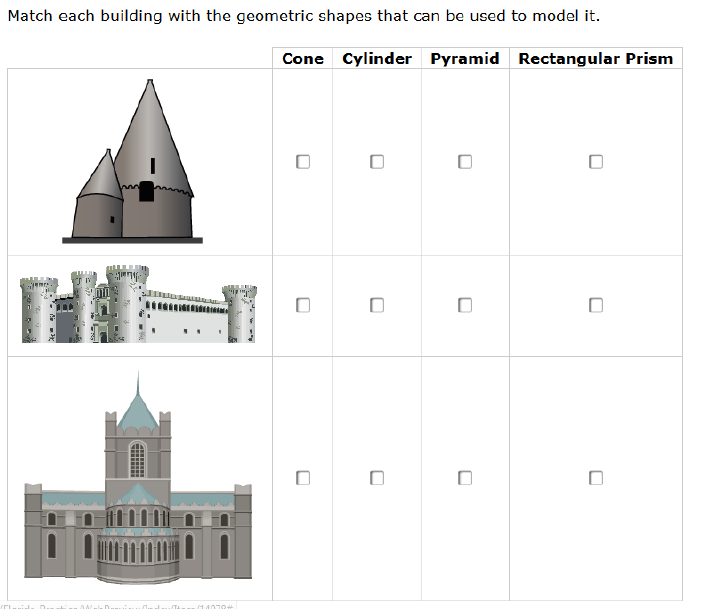 Match each building with the geometric shapes that can be used to model it.
Cone Cylinder Pyramid Rectangular Prism